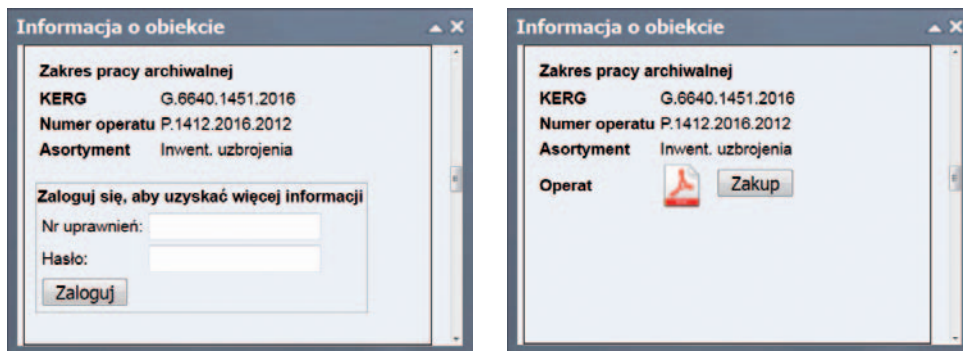 Informacja o obiekcie
Zakres pracy archiwalnej
KERG G.6640.1451.2016
Numer operatu P.1412.2016.2012
Asortyment Inwent. uzbrojenia
Zaloguj się, aby uzyskać więcej informacji
Nr uprawnień:
Hasło:
Zaloguj
Informacja o obiekcie
Zakres pracy archiwalnej
KERG G.6640.1451.2016
Numer operatu P.1412.2016.2012
Asortyment Inwent. uzbrojenia
Operat Zakup